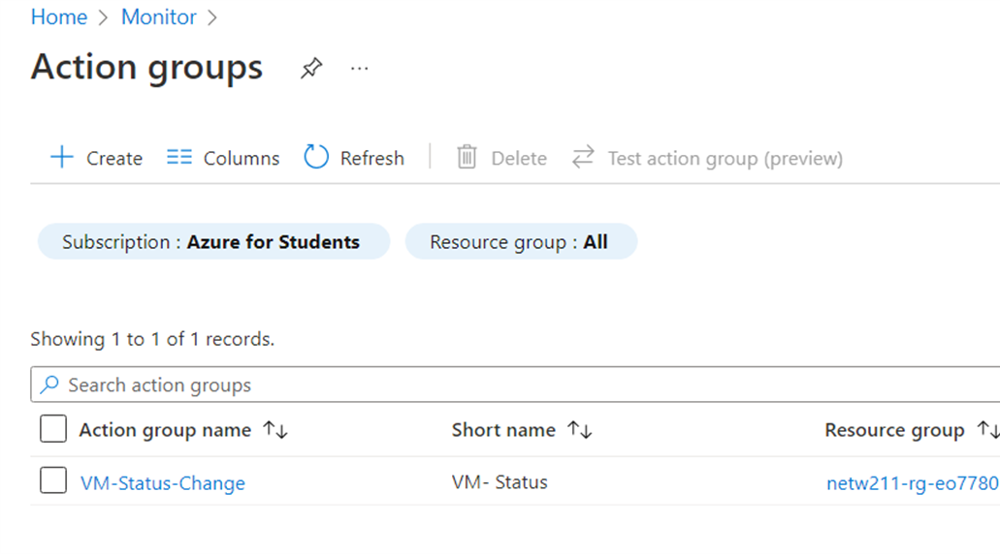 Home > Monitor >
Action groups ...
Create Columns Refresh Delete Test action group (preview)
Subscription : Azure for Students Resource group : All
Showing 1 to 1 of 1 records.
Search action groups
Action group name ↑↓ Short name ↑↓ Resource group ↑↓
VM-Status-Change VM- Status netw211-rg-eo7780